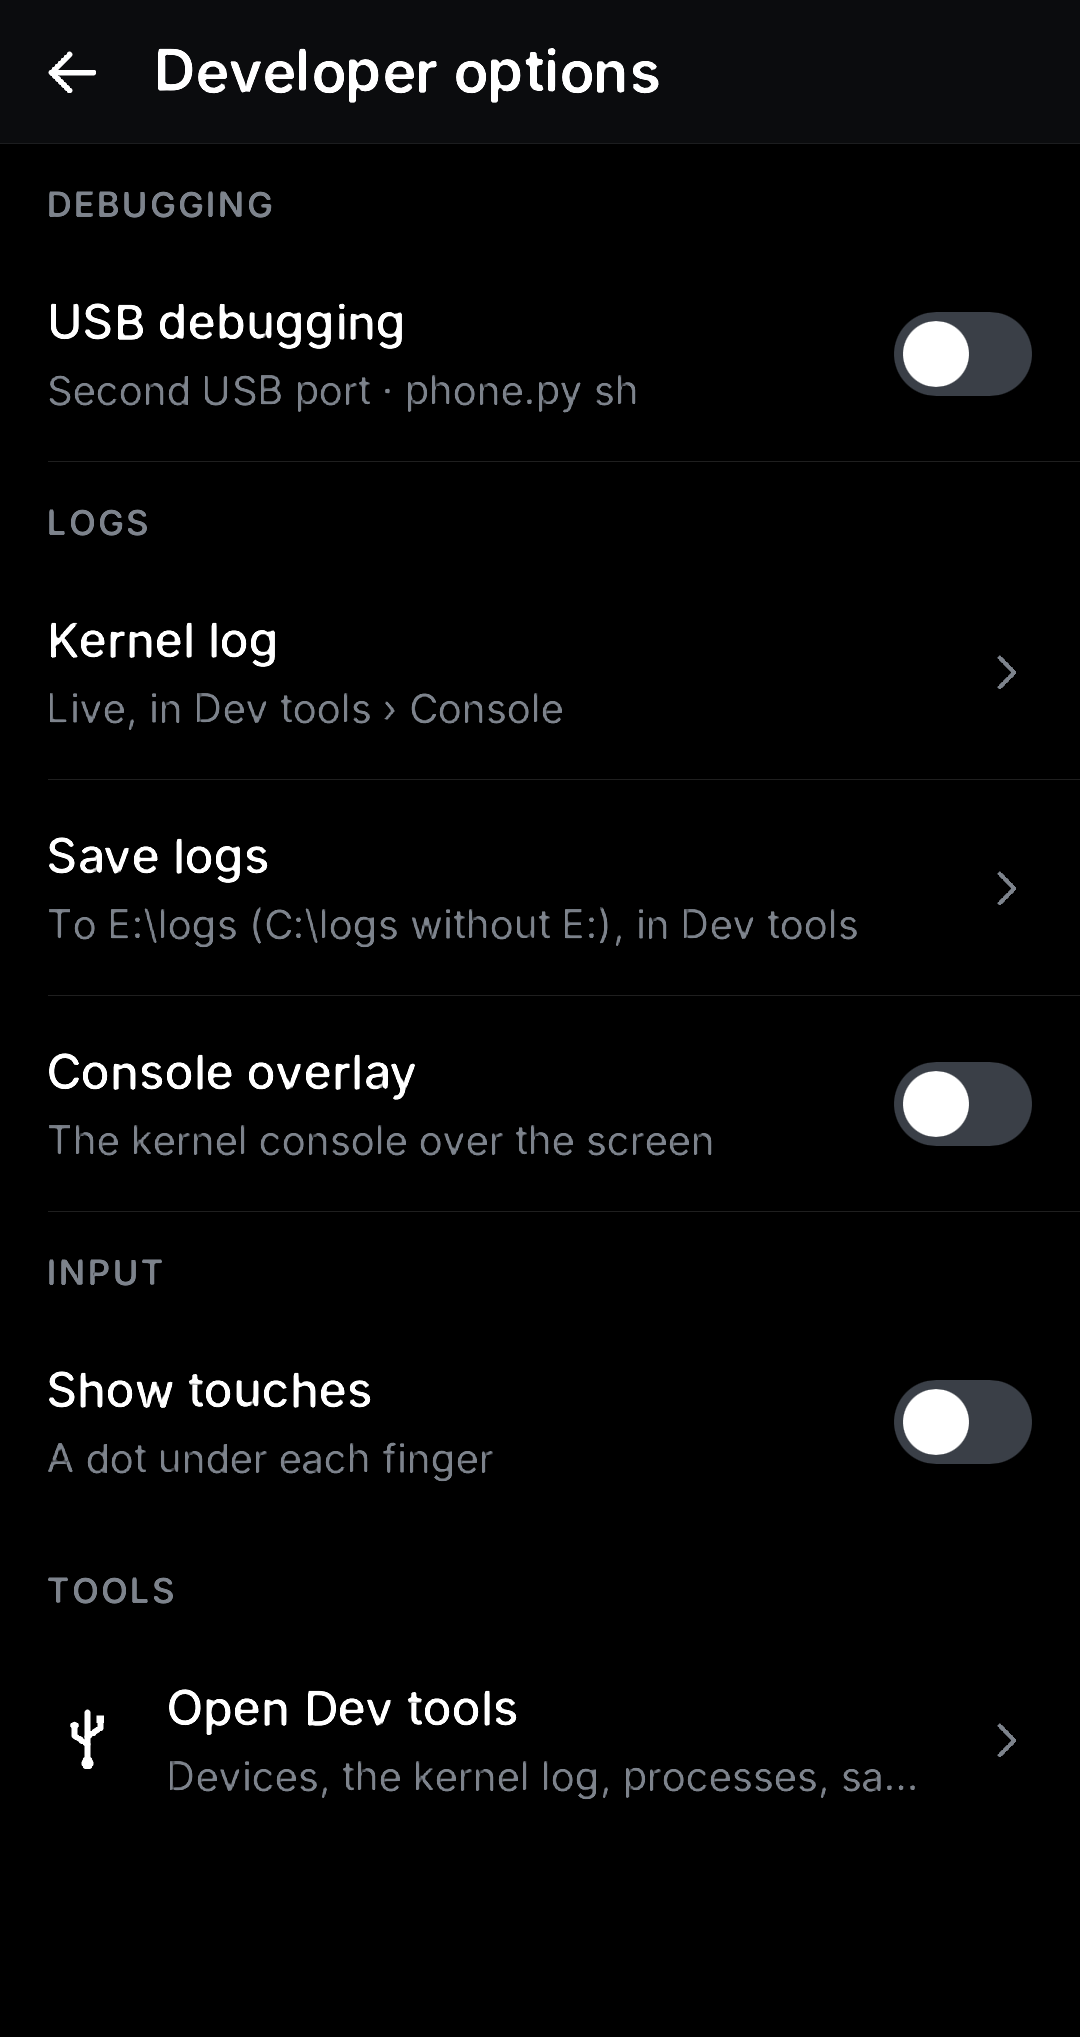 Developer options
DEBUGGING
USB debugging
Second USB port · phone.py sh
LOGS
Kernel log
Live, in Dev tools › Console
Save logs
To E:\logs (C:\logs without E:), in Dev tools
Console overlay
The kernel console over the screen
INPUT
Show touches
A dot under each finger
TOOLS
Open Dev tools
Devices, the kernel log, processes, sa...